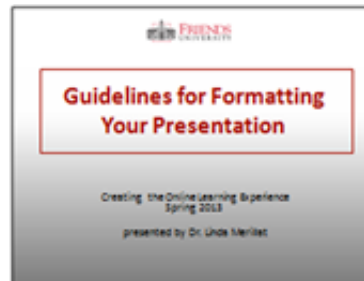 FRIENDS
UNIVERSITY
Guidelines for Formatting
Your Presentation
Creating the Online Learning Experience
Spring 2013
presented by Dr. Linda Merillat